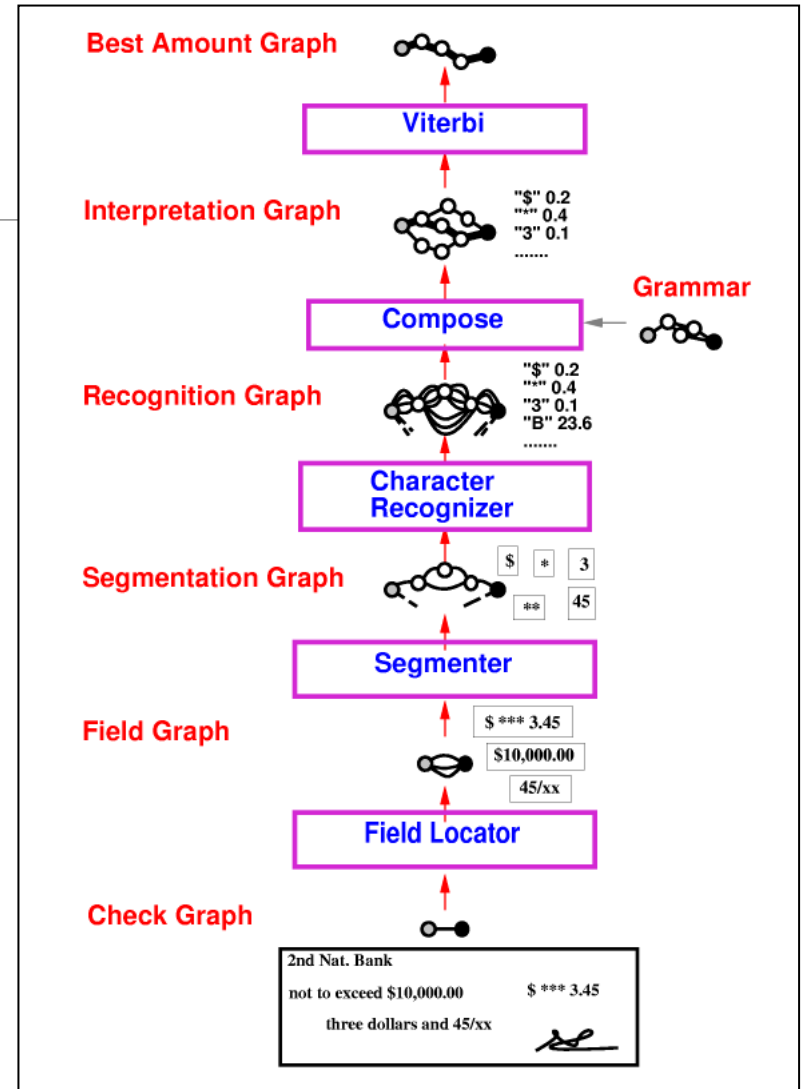 Best Amount Graph
Viterbi
Interpretation Graph
"$" 0.2
"*" 0.4
"3" 0.1
.......
Grammar
Compose
Recognition Graph
"$" 0.2
"*" 0.4
"3" 0.1
"B" 23.6
.......
Character
Recognizer
Segmentation Graph
$ * 3
** 45
Segmenter
Field Graph
$ *** 3.45
$10,000.00
45/xx
Field Locator
Check Graph
2nd Nat. Bank
not to exceed $10,000.00 $ *** 3.45
three dollars and 45/xx